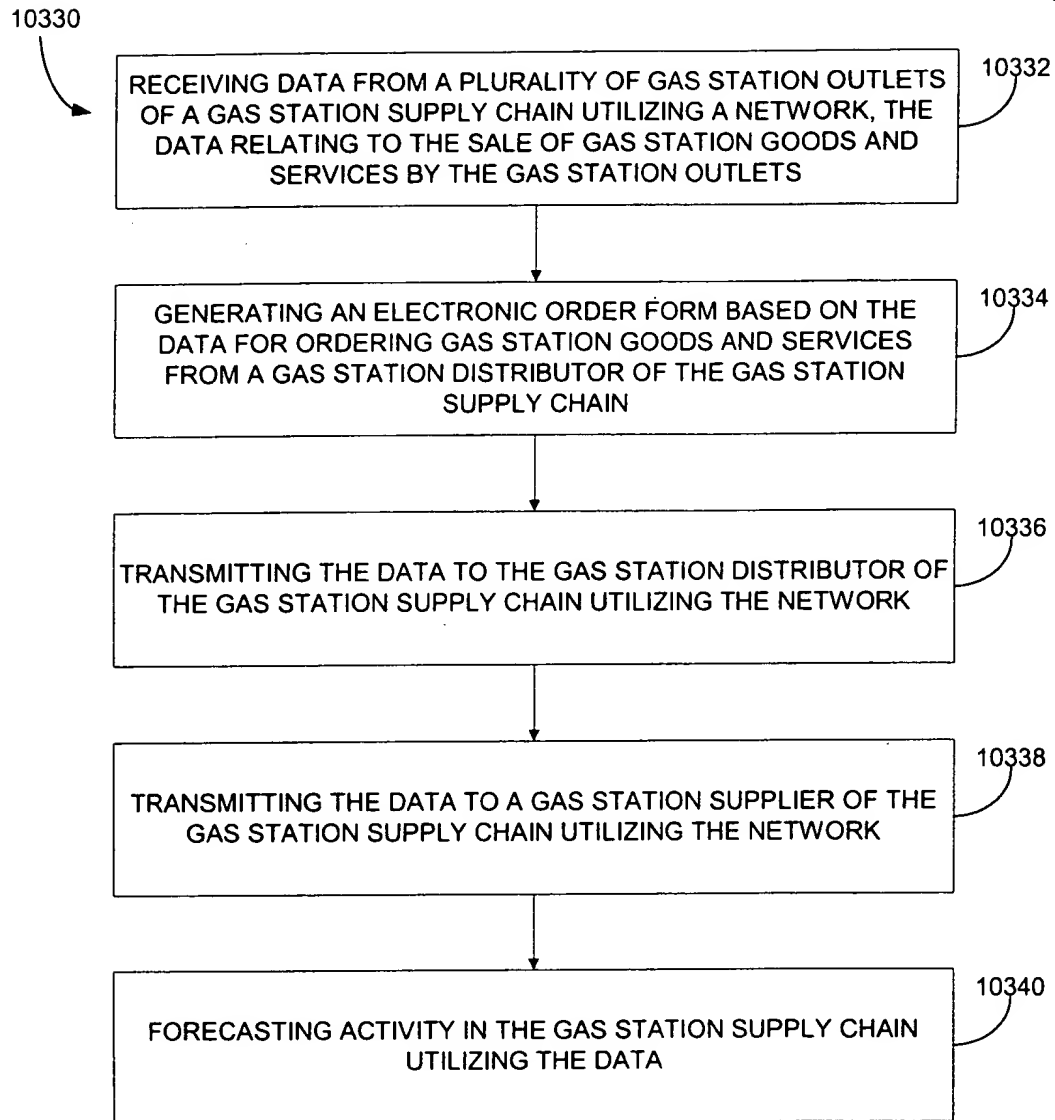 10330
RECEIVING DATA FROM A PLURALITY OF GAS STATION OUTLETS
OF A GAS STATION SUPPLY CHAIN UTILIZING A NETWORK, THE
DATA RELATING TO THE SALE OF GAS STATION GOODS AND
SERVICES BY THE GAS STATION OUTLETS
10332
GENERATING AN ELECTRONIC ORDER FORM BASED ON THE
DATA FOR ORDERING GAS STATION GOODS AND SERVICES
FROM A GAS STATION DISTRIBUTOR OF THE GAS STATION
SUPPLY CHAIN
10334
TRANSMITTING THE DATA TO THE GAS STATION DISTRIBUTOR OF
THE GAS STATION SUPPLY CHAIN UTILIZING THE NETWORK
10336
TRANSMITTING THE DATA TO A GAS STATION SUPPLIER OF THE
GAS STATION SUPPLY CHAIN UTILIZING THE NETWORK
10338
FORECASTING ACTIVITY IN THE GAS STATION SUPPLY CHAIN
UTILIZING THE DATA
10340